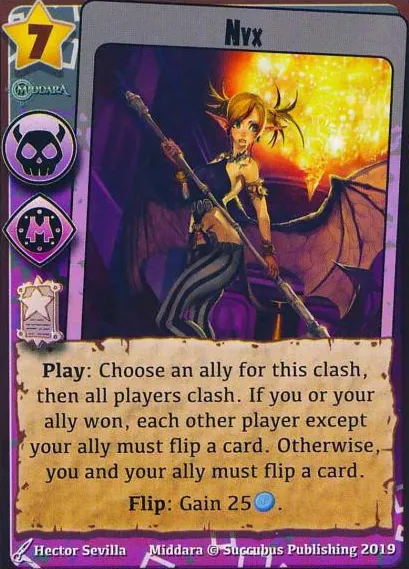 7
Nyx
MIDDARA
M
Play: Choose an ally for this clash,
then all players clash. If you or your
ally won, each other player except
your ally must flip a card. Otherwise,
you and your ally must flip a card.
Flip: Gain 25.
Hector Sevilla Middara © Succubus Publishing 2019